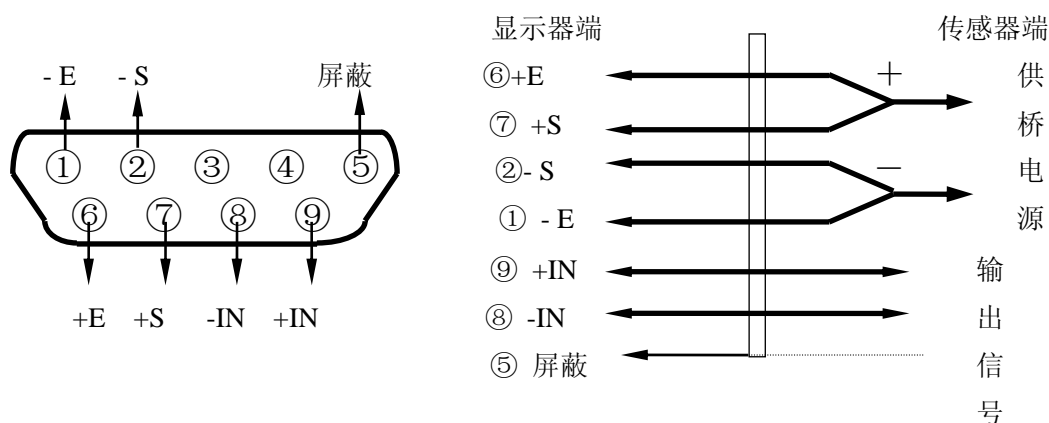 - E - S 屏蔽
① ② ③ ④ ⑤
⑥ ⑦ ⑧ ⑨
+E +S -IN +IN
显示器端 传感器端
⑥+E
⑦ +S
②- S
① - E
⑨ +IN
⑧ -IN
⑤ 屏蔽
+
—
供
桥
电
源
输
出
信
号